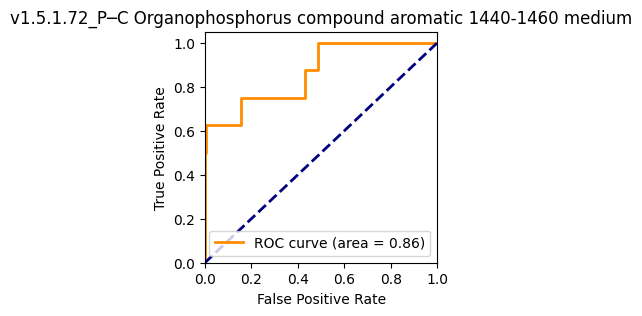 v1.5.1.72_P─C Organophosphorus compound aromatic 1440-1460 medium
1.0
0.8
0.6
0.4
0.2
0.0
True Positive Rate
ROC curve (area = 0.86)
0.0 0.2 0.4 0.6 0.8 1.0
False Positive Rate